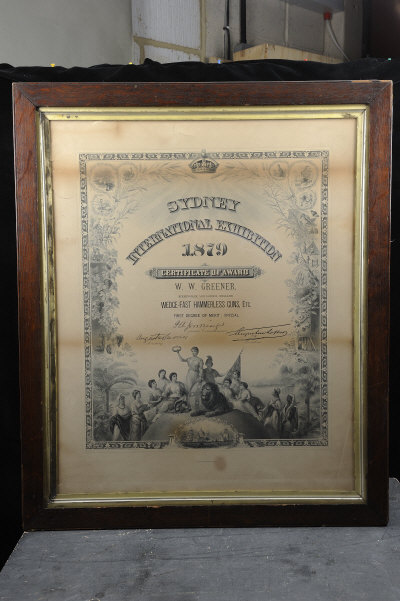 SYDNEY
INTERNATIONAL EXHIBITION
1879
CERTIFICATE OF AWARD
W. W. GREENER,
WEDGE-FAST HAMMERLESS GUNS, Etc.
FIRST DEGREE OF MERIT SPECIAL